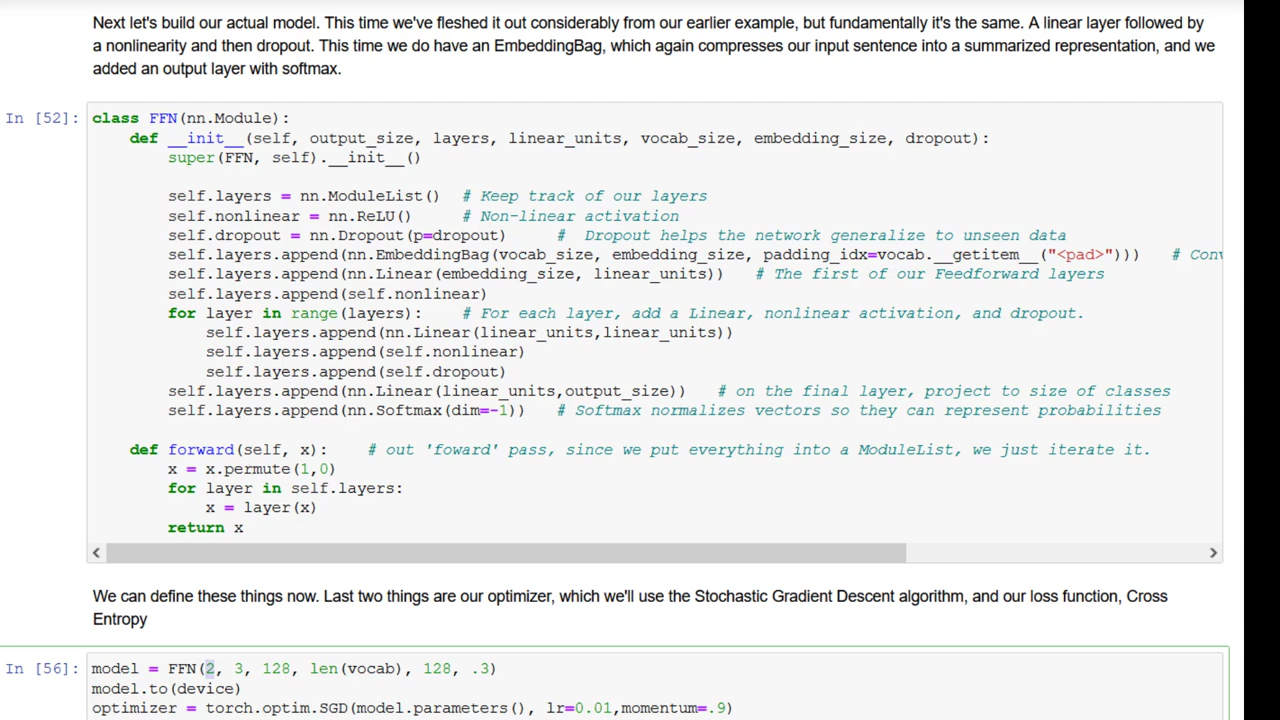 Next let's build our actual model. This time we've fleshed it out considerably from our earlier example, but fundamentally it's the same. A linear layer followed by
a nonlinearity and then dropout. This time we do have an EmbeddingBag, which again compresses our input sentence into a summarized representation, and we
added an output layer with softmax.
In [52]: class FFN(nn.Module):
def __init__(self, output_size, layers, linear_units, vocab_size, embedding_size, dropout):
super(FFN, self).__init__()
self.layers = nn.ModuleList() # Keep track of our layers
self.nonlinear = nn.ReLU() # Non-linear activation
self.dropout = nn.Dropout(p=dropout) # Dropout helps the network generalize to unseen data
self.layers.append(nn.EmbeddingBag(vocab_size, embedding_size, padding_idx=vocab.__getitem__("<pad>"))) # Conv
self.layers.append(nn.Linear(embedding_size, linear_units)) # The first of our Feedforward layers
self.layers.append(self.nonlinear)
for layer in range(layers): # For each layer, add a Linear, nonlinear activation, and dropout.
self.layers.append(nn.Linear(linear_units,linear_units))
self.layers.append(self.nonlinear)
self.layers.append(self.dropout)
self.layers.append(nn.Linear(linear_units,output_size)) # on the final layer, project to size of classes
self.layers.append(nn.Softmax(dim=-1)) # Softmax normalizes vectors so they can represent probabilities
def forward(self, x): # out 'foward' pass, since we put everything into a ModuleList, we just iterate it.
x = x.permute(1,0)
for layer in self.layers:
x = layer(x)
return x
We can define these things now. Last two things are our optimizer, which we'll use the Stochastic Gradient Descent algorithm, and our loss function, Cross
Entropy
In [56]: model = FFN(2, 3, 128, len(vocab), 128, .3)
model.to(device)
optimizer = torch.optim.SGD(model.parameters(), lr=0.01,momentum=.9)